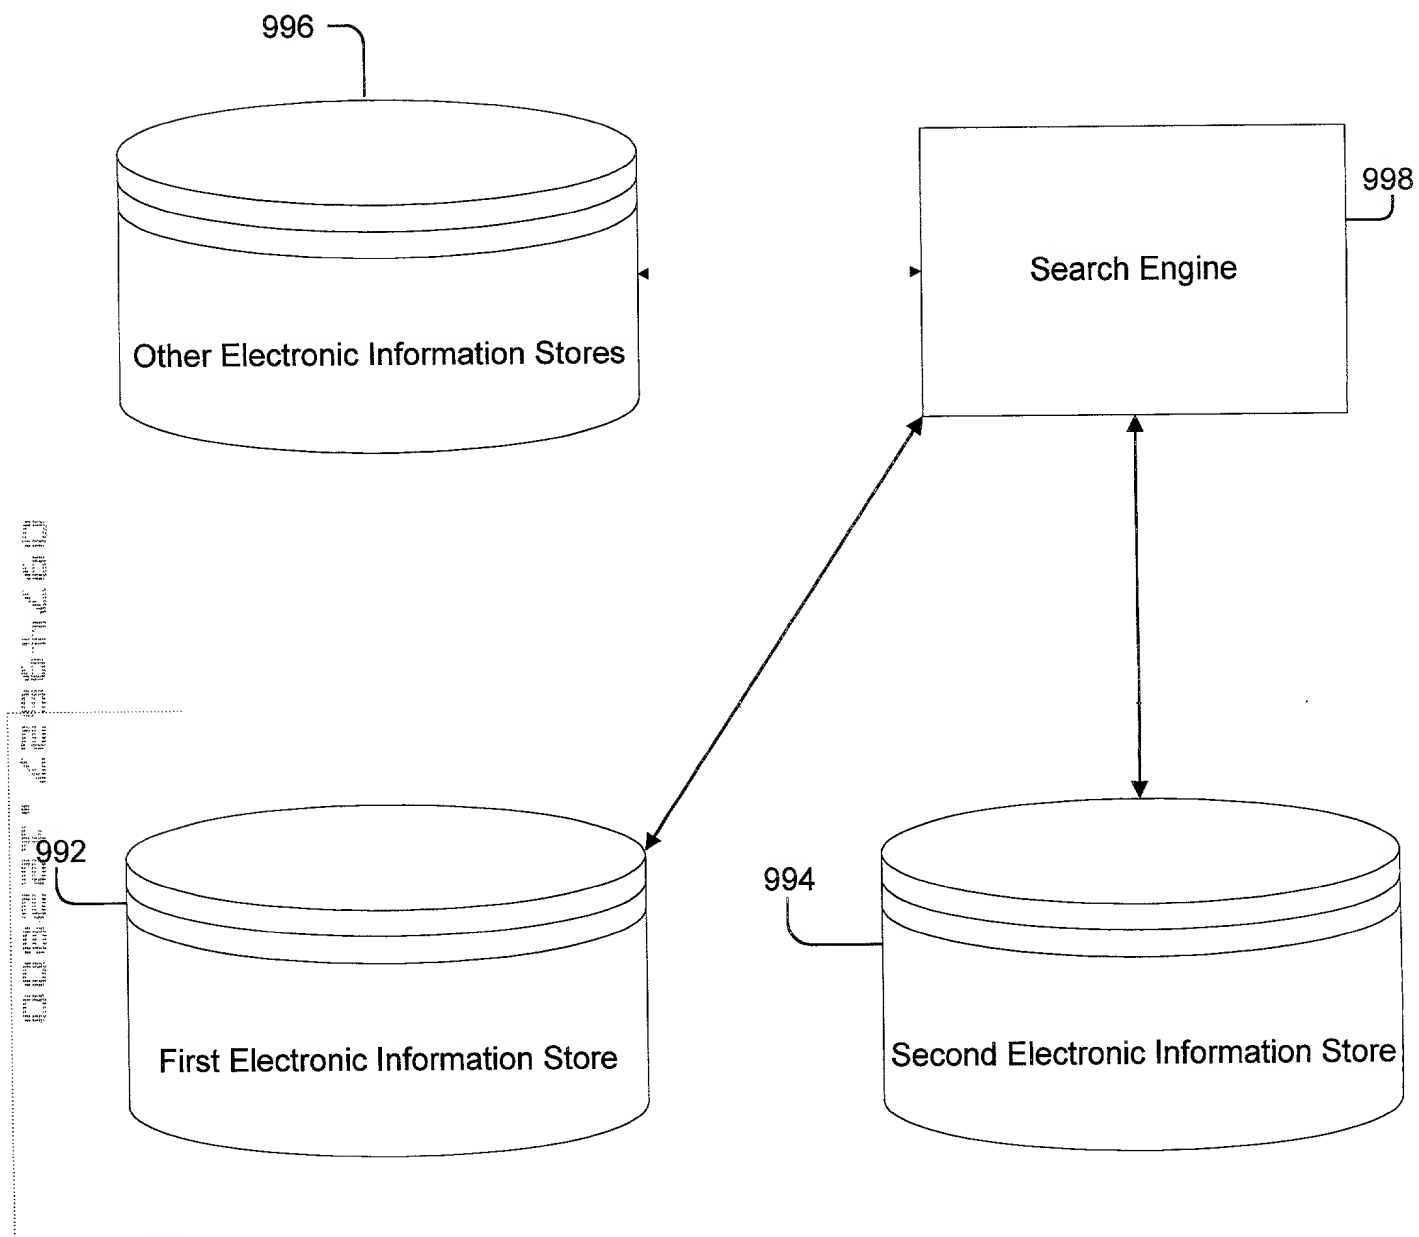 996
998
Search Engine
Other Electronic Information Stores
992
994
First Electronic Information Store
Second Electronic Information Store